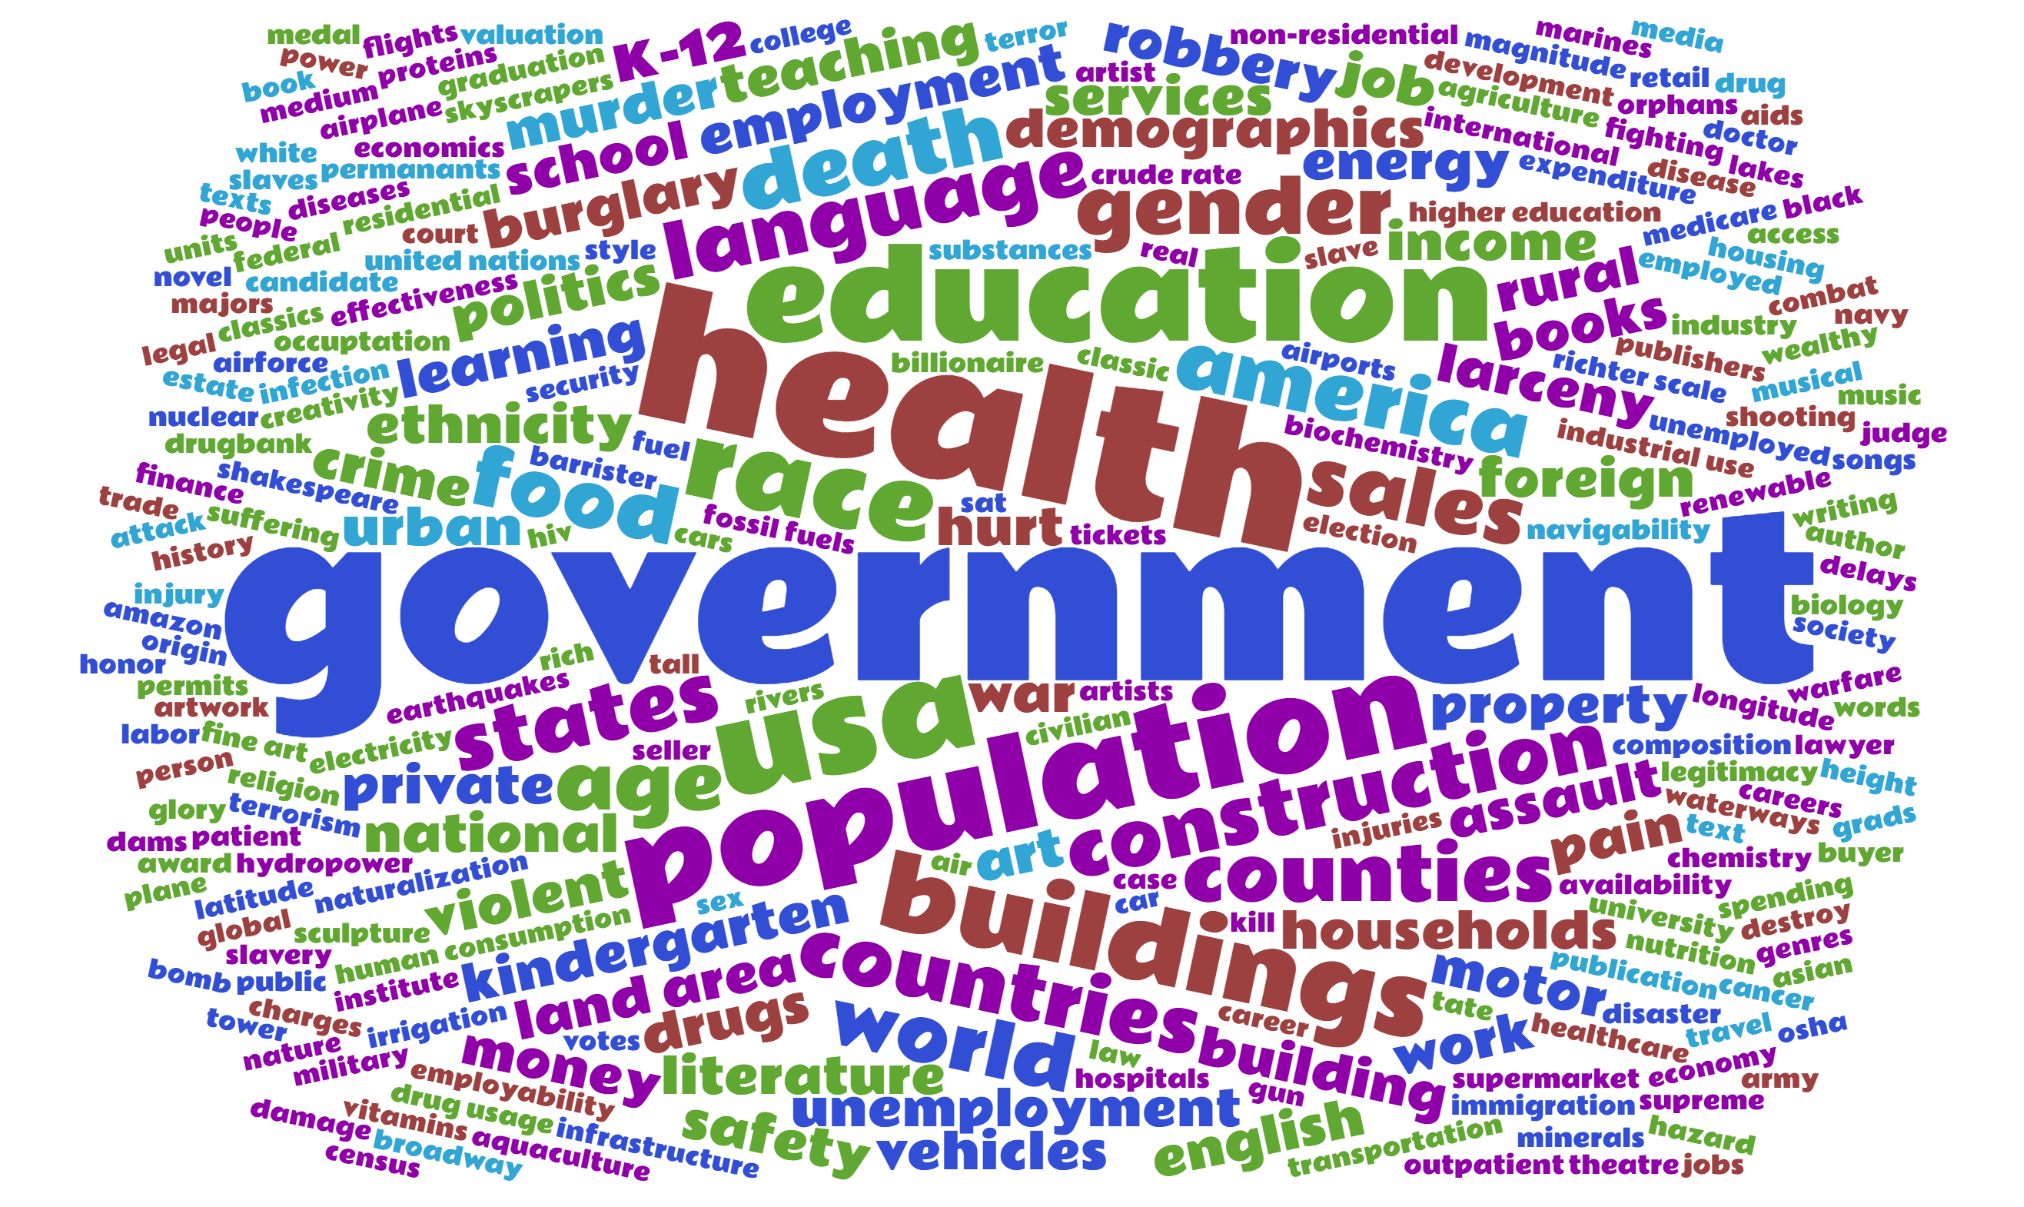 medal
flights
valuation
K-12
college
teaching
terror
robbery
non-residential
magnitude
marines
media
power
proteins
graduation
book
medium
airplane
skyscrapers
murder
employment
artist
services
job
development
retail
drug
agriculture
orphans
aids
white
economics
school
death
demographics
international
fighting
doctor
slaves
permanants
lakes
texts
diseases
burglary
language
crude rate
energy
expenditure
disease
people
residential
court
gender
higher education
medicare
black
units
federal
style
substances
real
slave
income
access
housing
novel
candidate
united nations
politics
education
rural
employed
majors
effectiveness
combat
navy
legal
classics
occuptation
learning
health
books
industry
airforce
billionaire
classic
america
airports
larceny
richter scale
publishers
wealthy
estate
infection
security
musical
music
nuclear
creativity
ethnicity
shooting
drugbank
crime
fuel
race
biochemistry
industrial use
unemployed
judge
finance
shakespeare
food
barrister
sales
foreign
songs
trade
suffering
urban
sat
renewable
attack
hiv
cars
fossil fuels
hurt
tickets
election
navigability
writing
history
author
government
delays
injury
biology
amazon
society
origin
honor
rich
tall
permits
earthquakes
rivers
war
artists
property
longitude
warfare
artwork
states
usa
civilian
population
words
labor
fine art
electricity
seller
construction
composition
lawyer
person
religion
private
age
legitimacy
height
glory
terrorism
national
injuries
assault
waterways
careers
dams
patient
text
grads
award
hydropower
air
art
pain
chemistry
buyer
plane
latitude
naturalization
violent
case
counties
availability
global
sculpture
sex
buildings
car
university
spending
slavery
human consumption
kindergarten
kill
households
nutrition
destroy
genres
bomb
public
institute
land area
countries
motor
publication
cancer
asian
charges
tower
irrigation
votes
drugs
world
career
tate
disaster
nature
law
building
work
healthcare
travel
osha
military
money
literature
hospitals
supermarket
economy
army
employability
gun
drug usage
unemployment
immigration
supreme
damage
vitamins
safety
english
broadway
aquaculture
infrastructure
vehicles
transportation
minerals
hazard
census
outpatient
theatre
jobs